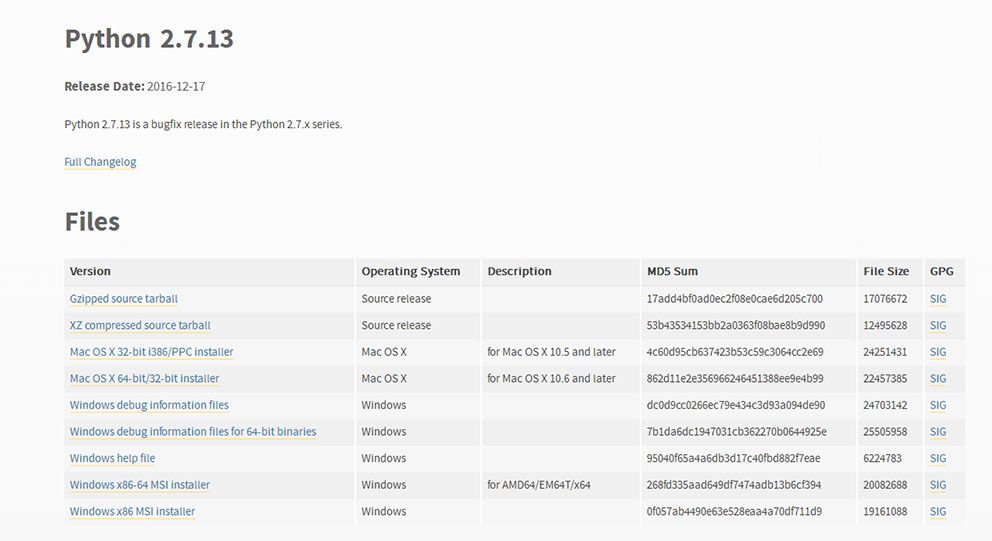 Python 2.7.13
Release Date: 2016-12-17
Python 2.7.13 is a bugfix release in the Python 2.7.x series.
Full Changelog
Files
Version Operating System Description MD5 Sum File Size GPG
Gzipped source tarball Source release 17add4bf0ad0ec2f08e0cae6d205c700 17076672 SIG
XZ compressed source tarball Source release 53b43534153bb2a0363f08bae8b9d990 12495628 SIG
Mac OS X 32-bit i386/PPC installer Mac OS X for Mac OS X 10.5 and later 4c60d95cb637423b53c59c3064cc2e69 24251431 SIG
Mac OS X 64-bit/32-bit installer Mac OS X for Mac OS X 10.6 and later 862d11e2e356966246451388ee9e4b99 22457385 SIG
Windows debug information files Windows dc0d9cc0266ec79e434c3d93a094de90 24703142 SIG
Windows debug information files for 64-bit binaries Windows 7b1da6dc1947031cb362270b0644925e 25505958 SIG
Windows help file Windows 95040f65a4a6db3d17c40fbd882f7eae 6224783 SIG
Windows x86-64 MSI installer Windows for AMD64/EM64T/x64 268fd335aad649df7474adb13b6cf394 20082688 SIG
Windows x86 MSI installer Windows 0f057ab4490e63e528eaa4a70df711d9 19161088 SIG